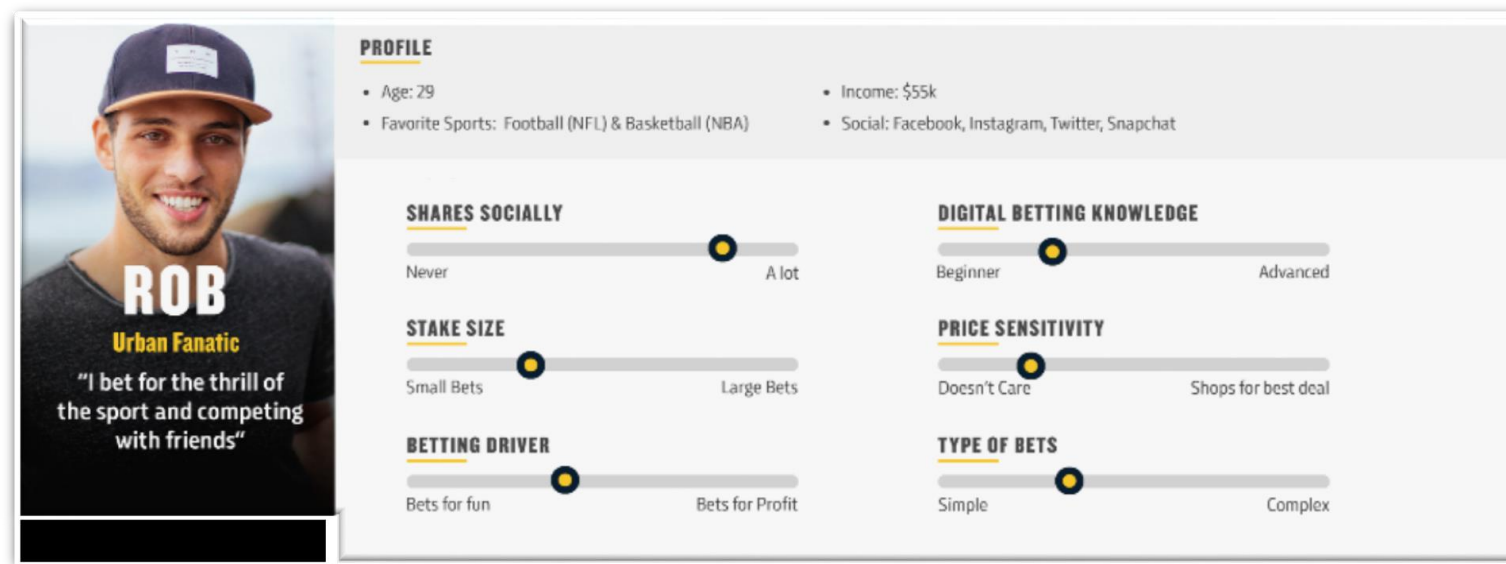 PROFILE
• Age: 29
• Favorite Sports: Football (NFL) & Basketball (NBA)
• Income: $55k
• Social: Facebook, Instagram, Twitter, Snapchat
ROB
Urban Fanatic
"I bet for the thrill of
the sport and competing
with friends"
SHARES SOCIALLY
Never
A lot
DIGITAL BETTING KNOWLEDGE
Beginner
Advanced
STAKE SIZE
Small Bets
Large Bets
PRICE SENSITIVITY
Doesn't Care
Shops for best deal
BETTING DRIVER
Bets for fun
Bets for Profit
TYPE OF BETS
Simple
Complex